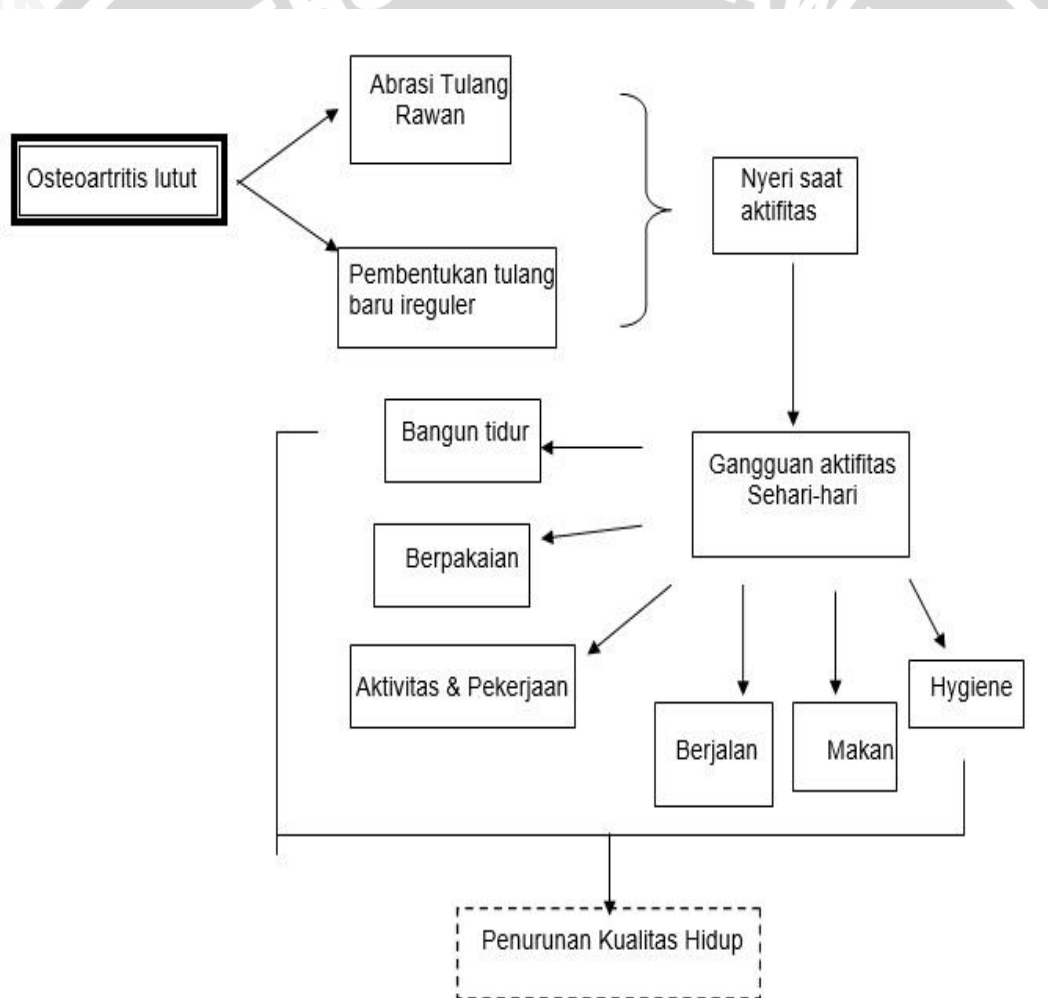 Abrasi Tulang
Rawan
Osteoartritis lutut
Nyeri saat
aktifitas
Pembentukan tulang
baru ireguler
Bangun tidur
Gangguan aktifitas
Sehari-hari
Berpakaian
Aktivitas & Pekerjaan
Hygiene
Berjalan
Makan
Penurunan Kualitas Hidup